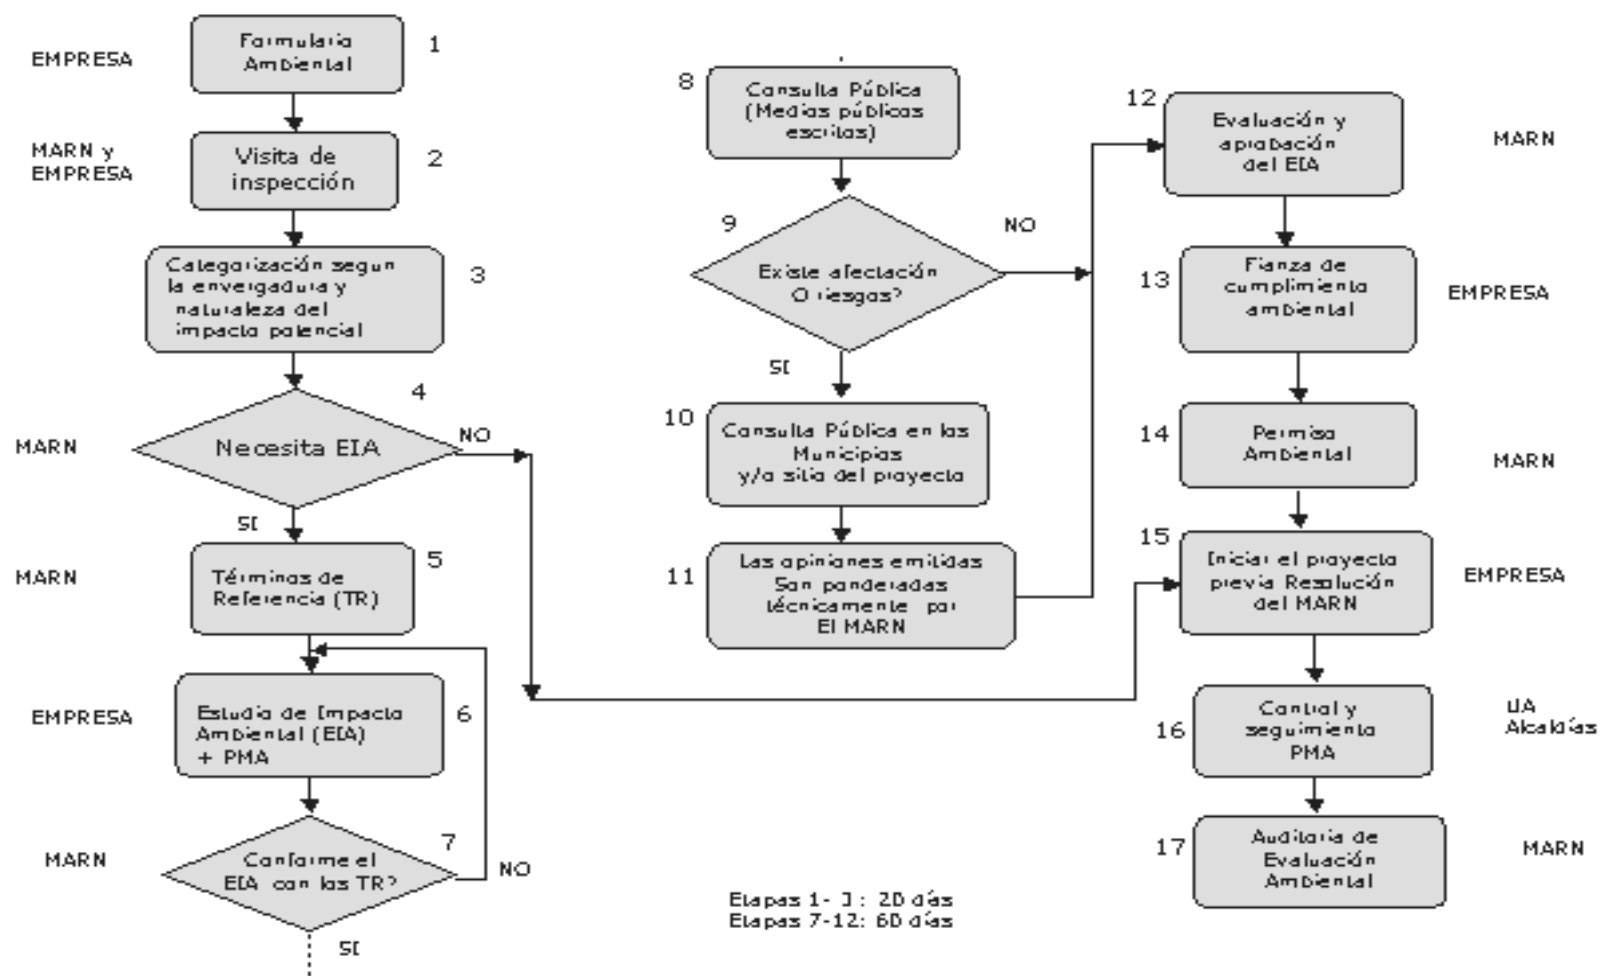 EMPRESA
Formulario
Ambiental
1
MARN y
EMPRESA
Visita de
inspección
2
Categorización segun
la envergadura y
naturaleza del
impacto potencial
3
MARN
Necesita EIA
4
NO
SI
MARN
Términos de
Referencia (TR)
5
EMPRESA
Estudio de Impacto
Ambiental (EIA)
+ PMA
6
MARN
Conforme el
EIA con los TR?
7
NO
SI
8
Consulta Pública
(Medios públicos
escritos)
9
Existe afectación
O riesgos?
NO
SI
10
Consulta Pública en los
Municipios
y/o sitio del proyecto
11
Las opiniones emitidas
Son ponderadas
técnicamente por
El MARN
12
Evaluación y
aprobación
del EIA
MARN
13
Fianza de
cumplimiento
ambiental
EMPRESA
14
Permiso
Ambiental
MARN
15
Iniciar el proyecto
previa Resolución
del MARN
EMPRESA
16
Control y
seguimiento
PMA
UA
Alcaldías
17
Auditoria de
Evaluación
Ambiental
MARN
Etapas 1- 3: 20 días
Etapas 7-12: 60 días